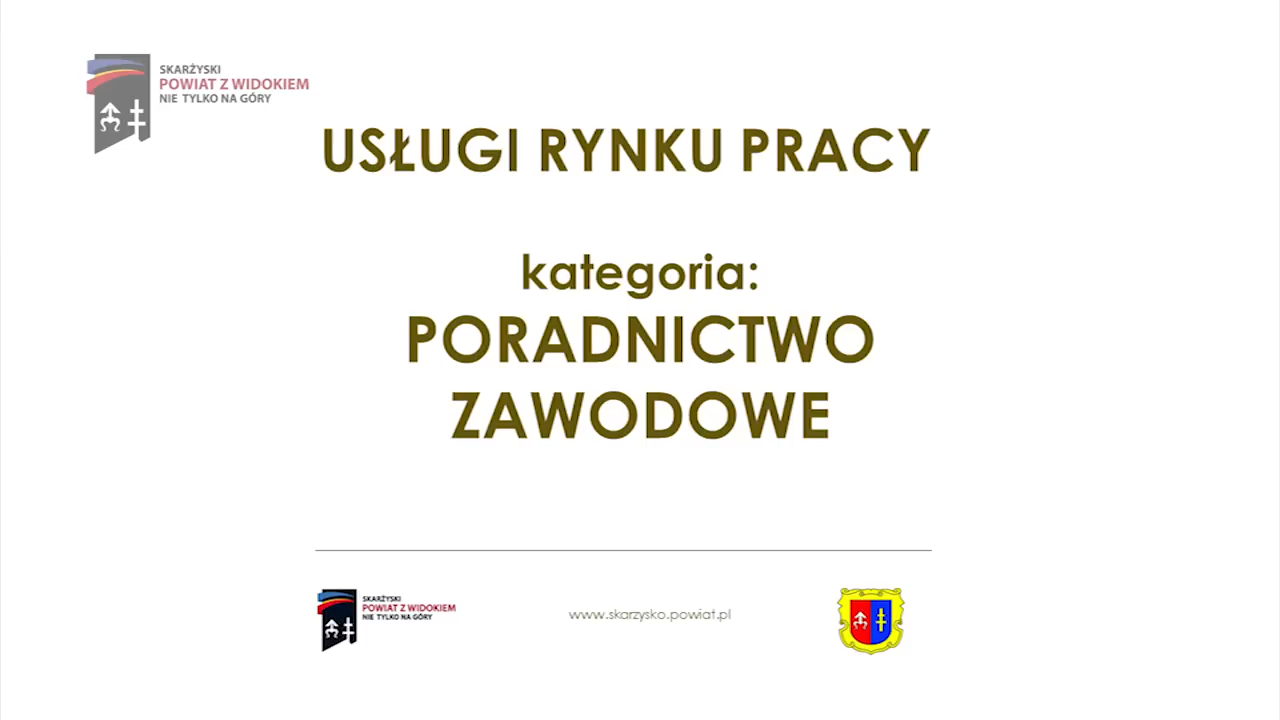 SKARŻYSKI
POWIAT Z WIDOKIEM
NIE TYLKO NA GÓRY
USŁUGI RYNKU PRACY
kategoria:
PORADNICTWO
ZAWODOWE
SKARŻYSKI
POWIAT Z WIDOKIEM
NIE TYLKO NA GÓRY
www.skarzysko.powiat.pl